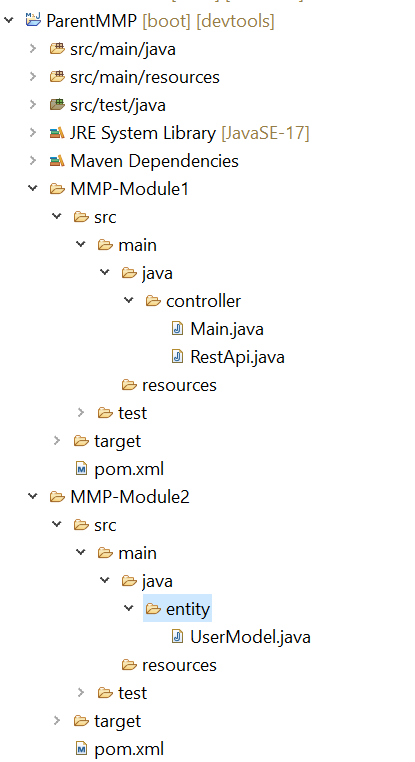 ParentMMP [boot] [devtools]
src/main/java
src/main/resources
src/test/java
JRE System Library [JavaSE-17]
Maven Dependencies
MMP-Module1
src
main
java
controller
Main.java
RestApi.java
resources
test
target
pom.xml
MMP-Module2
src
main
java
entity
UserModel.java
resources
test
target
pom.xml